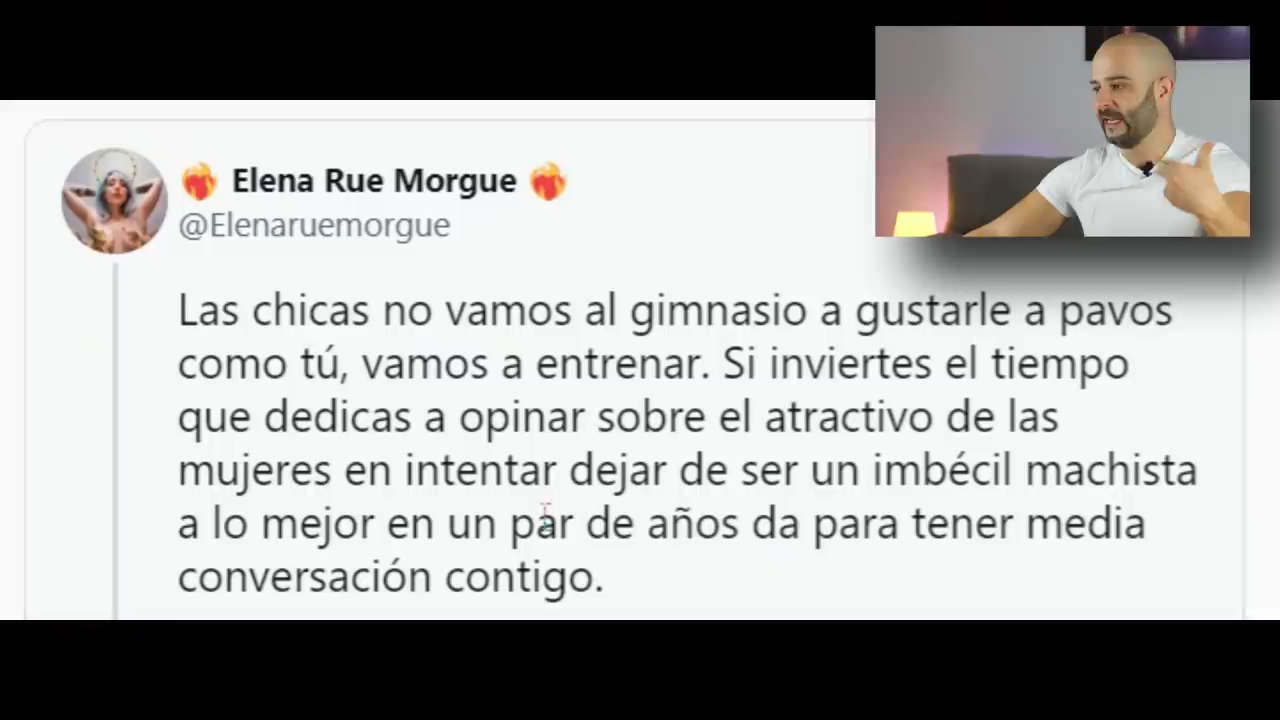 ❤️‍🔥 Elena Rue Morgue ❤️‍🔥
@Elenaruemorgue
Las chicas no vamos al gimnasio a gustarle a pavos
como tú, vamos a entrenar. Si inviertes el tiempo
que dedicas a opinar sobre el atractivo de las
mujeres en intentar dejar de ser un imbécil machista
a lo mejor en un par de años da para tener media
conversación contigo.